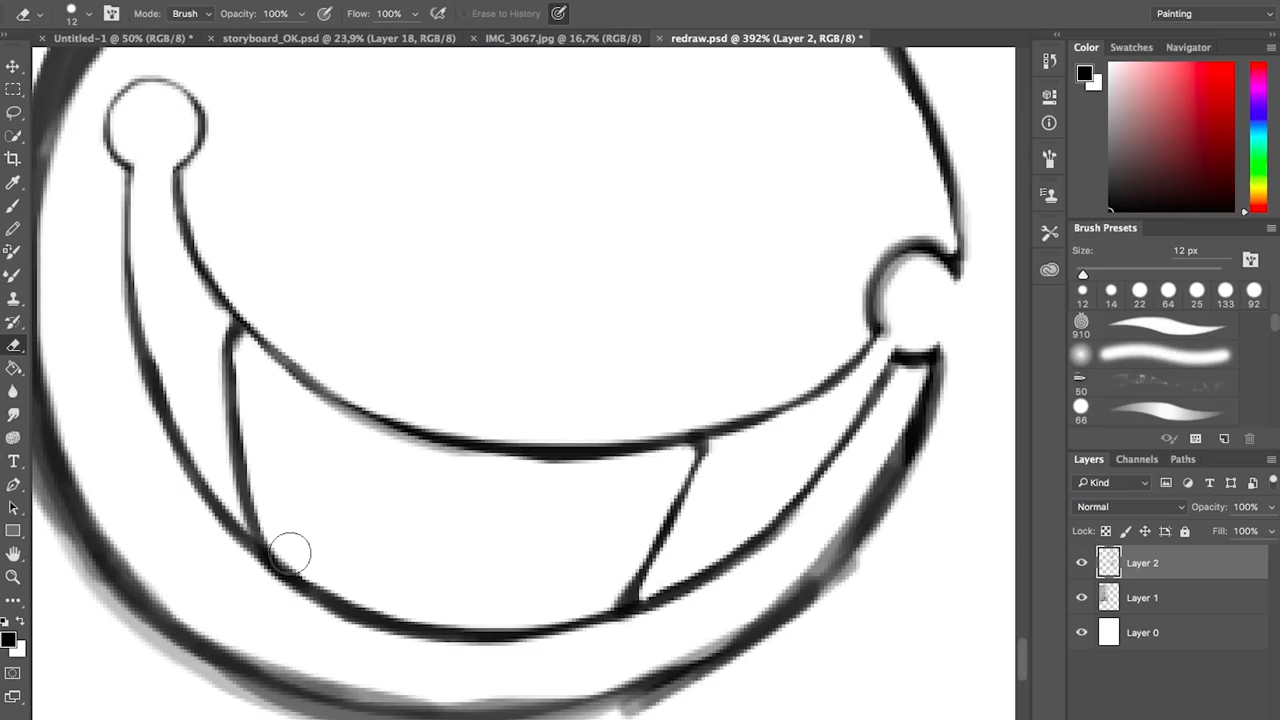 12 Mode: Brush Opacity: 100% Flow: 100% Erase to History Painting
Untitled-1 @ 50% (RGB/8) * storyboard_OK.psd @ 23,9% (Layer 18, RGB/8) IMG_3067.jpg @ 16,7% (RGB/8) redraw.psd @ 392% (Layer 2, RGB/8) *
Color Swatches Navigator
Brush Presets
Size: 12 px
12 14 22 64 25 133 92
910
50
66
Layers Channels Paths
Kind
Normal Opacity: 100%
Lock: Fill: 100%
Layer 2
Layer 1
Layer 0